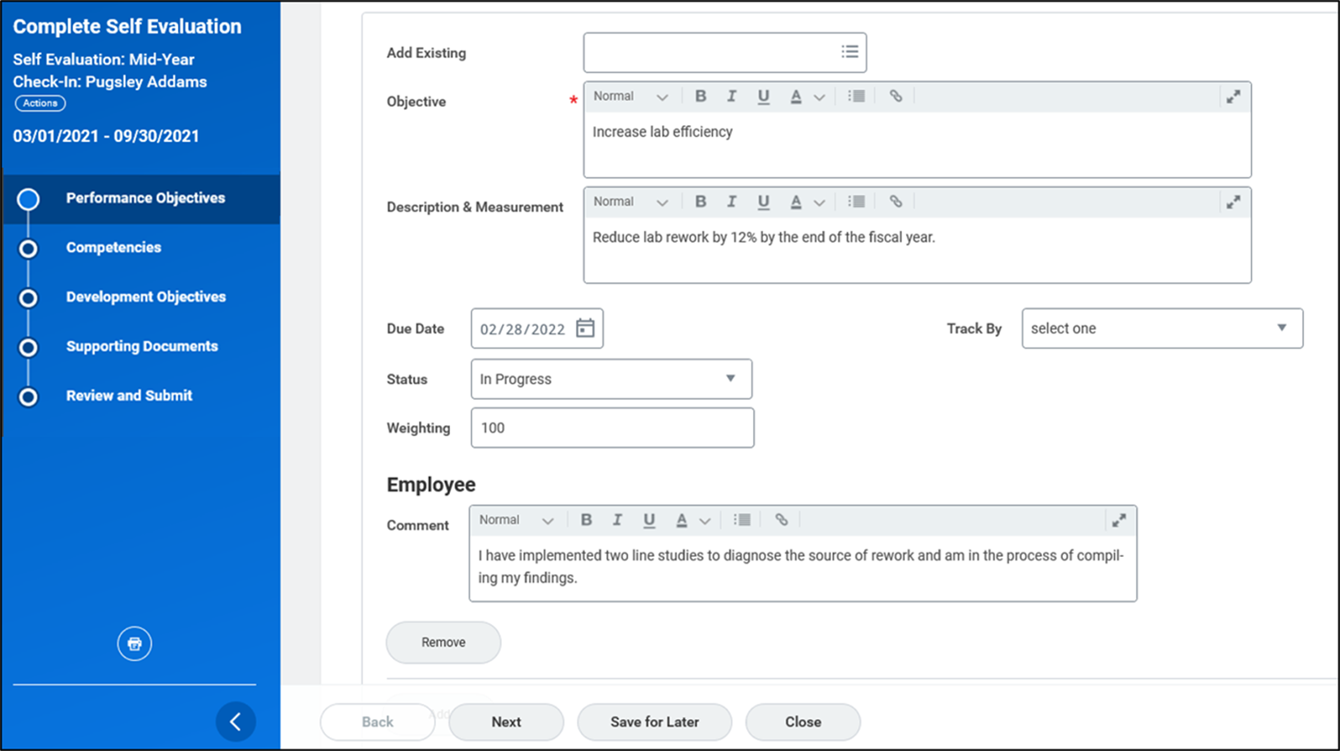 Complete Self Evaluation
Self Evaluation: Mid-Year
Check-In: Pugsley Addams
Actions
03/01/2021 - 09/30/2021
Performance Objectives
Competencies
Development Objectives
Supporting Documents
Review and Submit
Add Existing
Objective
*
Normal B I U A
Increase lab efficiency
Description & Measurement
Normal B I U A
Reduce lab rework by 12% by the end of the fiscal year.
Due Date
02/28/2022
Track By
select one
Status
In Progress
Weighting
100
Employee
Comment
Normal B I U A
I have implemented two line studies to diagnose the source of rework and am in the process of compil-
ing my findings.
Remove
Add
Back
Next
Save for Later
Close